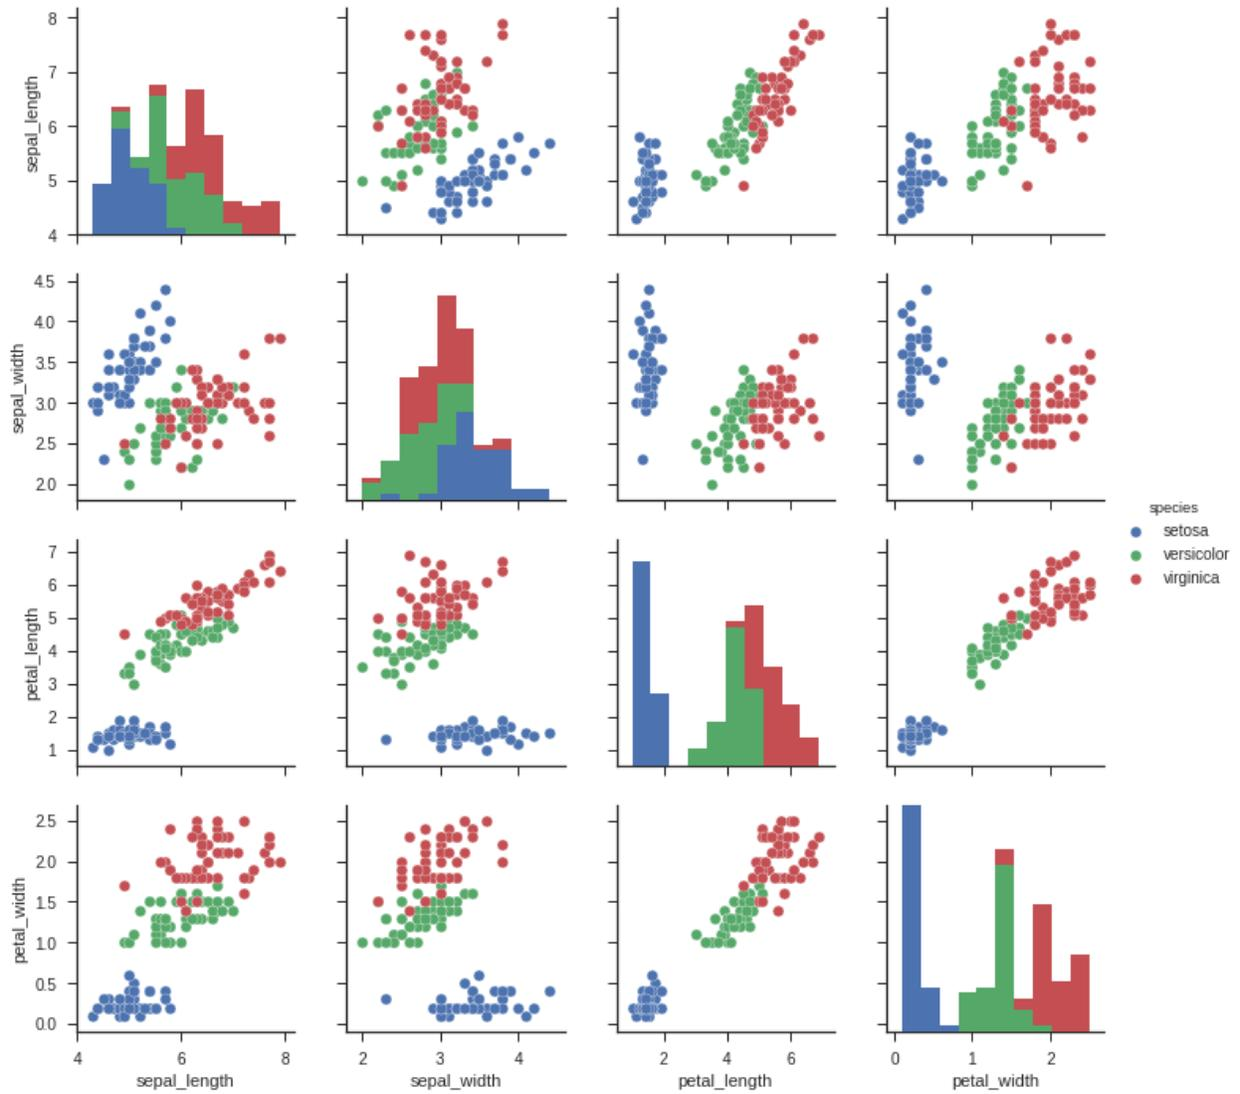 8
7
6
5
4
sepal_length
4.5
4.0
3.5
3.0
2.5
2.0
sepal_width
species
setosa
versicolor
virginica
7
6
5
4
3
2
1
petal_length
2.5
2.0
1.5
1.0
0.5
0.0
petal_width
4 6 8
sepal_length
2 3 4
sepal_width
2 4 6
petal_length
0 1 2
petal_width